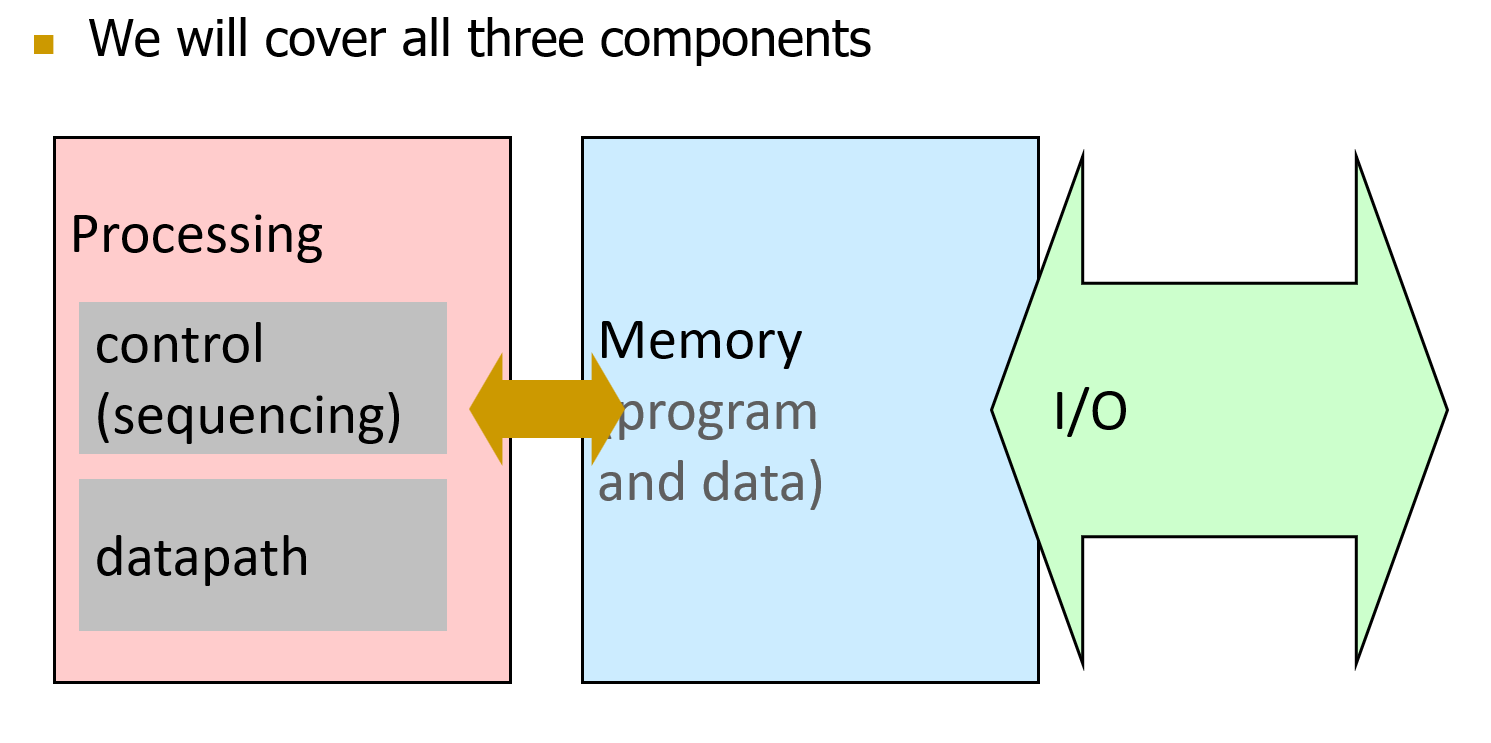 We will cover all three components
Processing
control
(sequencing)
datapath
Memory
(program
and data)
I/O